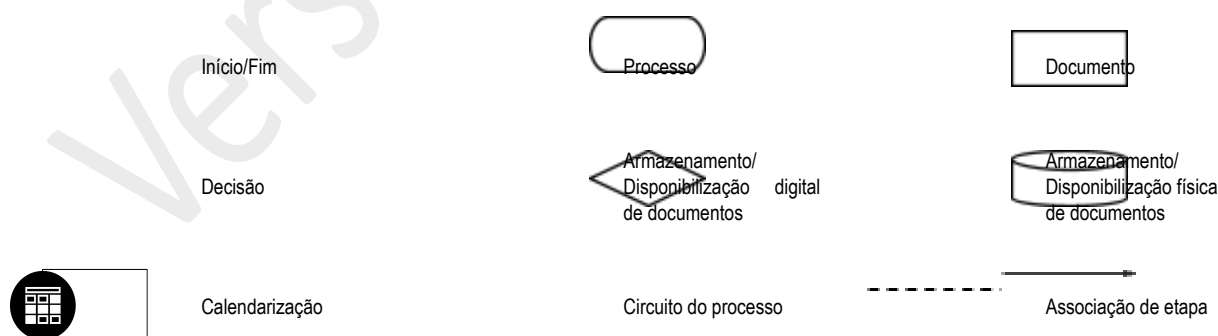 Vers
Início/Fim
Processo
Documento
Decisão
Armazenamento/
Disponibilização digital
de documentos
Armazenamento/
Disponibilização física
de documentos
Calendarização
Circuito do processo
Associação de etapa